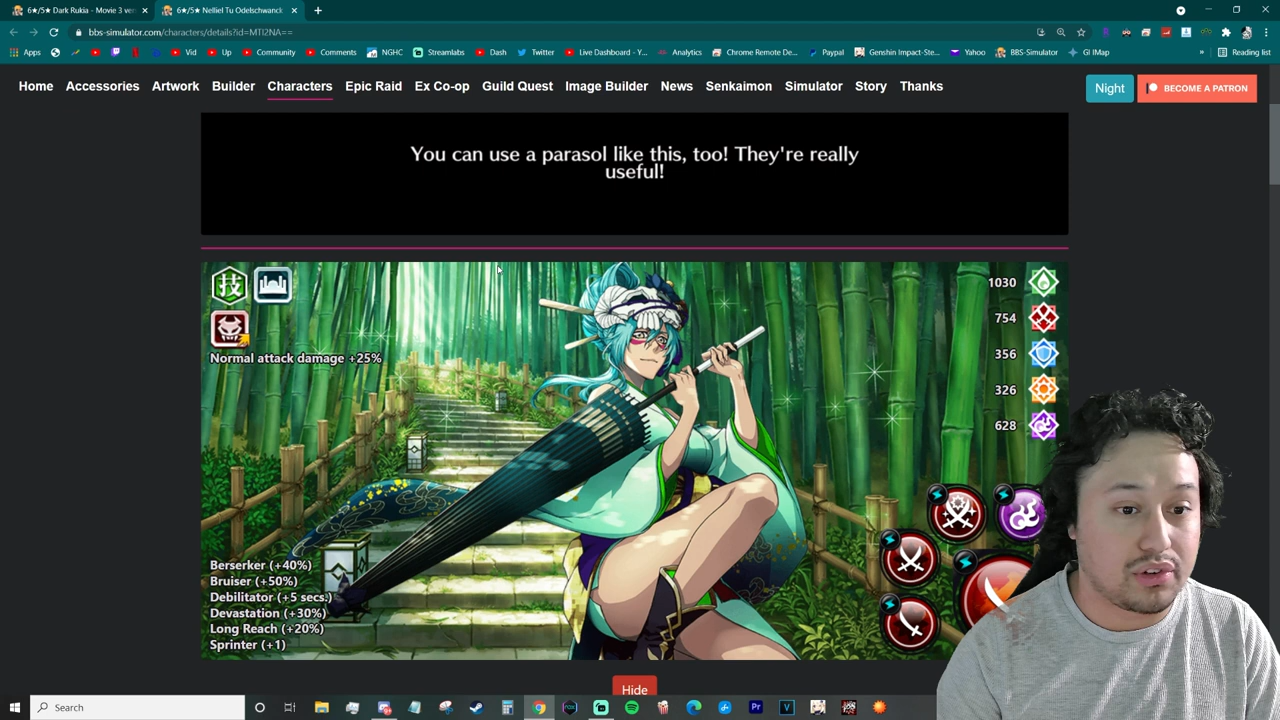 6★/5★ Dark Rukia - Movie 3 ver
6★/5★ Nelliel Tu Odelschwanck
bbs-simulator.com/characters/details?id=MTI2NA==
Apps
Vid
Up
Community
Comments
NGHC
Streamlabs
Dash
Twitter
Live Dashboard - Y...
Analytics
Chrome Remote De...
Paypal
Genshin Impact-Ste...
Yahoo
BBS-Simulator
GI IMap
»
Reading list
Home
Accessories
Artwork
Builder
Characters
Epic Raid
Ex Co-op
Guild Quest
Image Builder
News
Senkaimon
Simulator
Story
Thanks
Night
BECOME A PATRON
You can use a parasol like this, too! They're really
useful!
技
Normal attack damage +25%
1030
754
356
326
628
Berserker (+40%)
Bruiser (+50%)
Debilitator (+5 secs.)
Devastation (+30%)
Long Reach (+20%)
Sprinter (+1)
Hide
Search